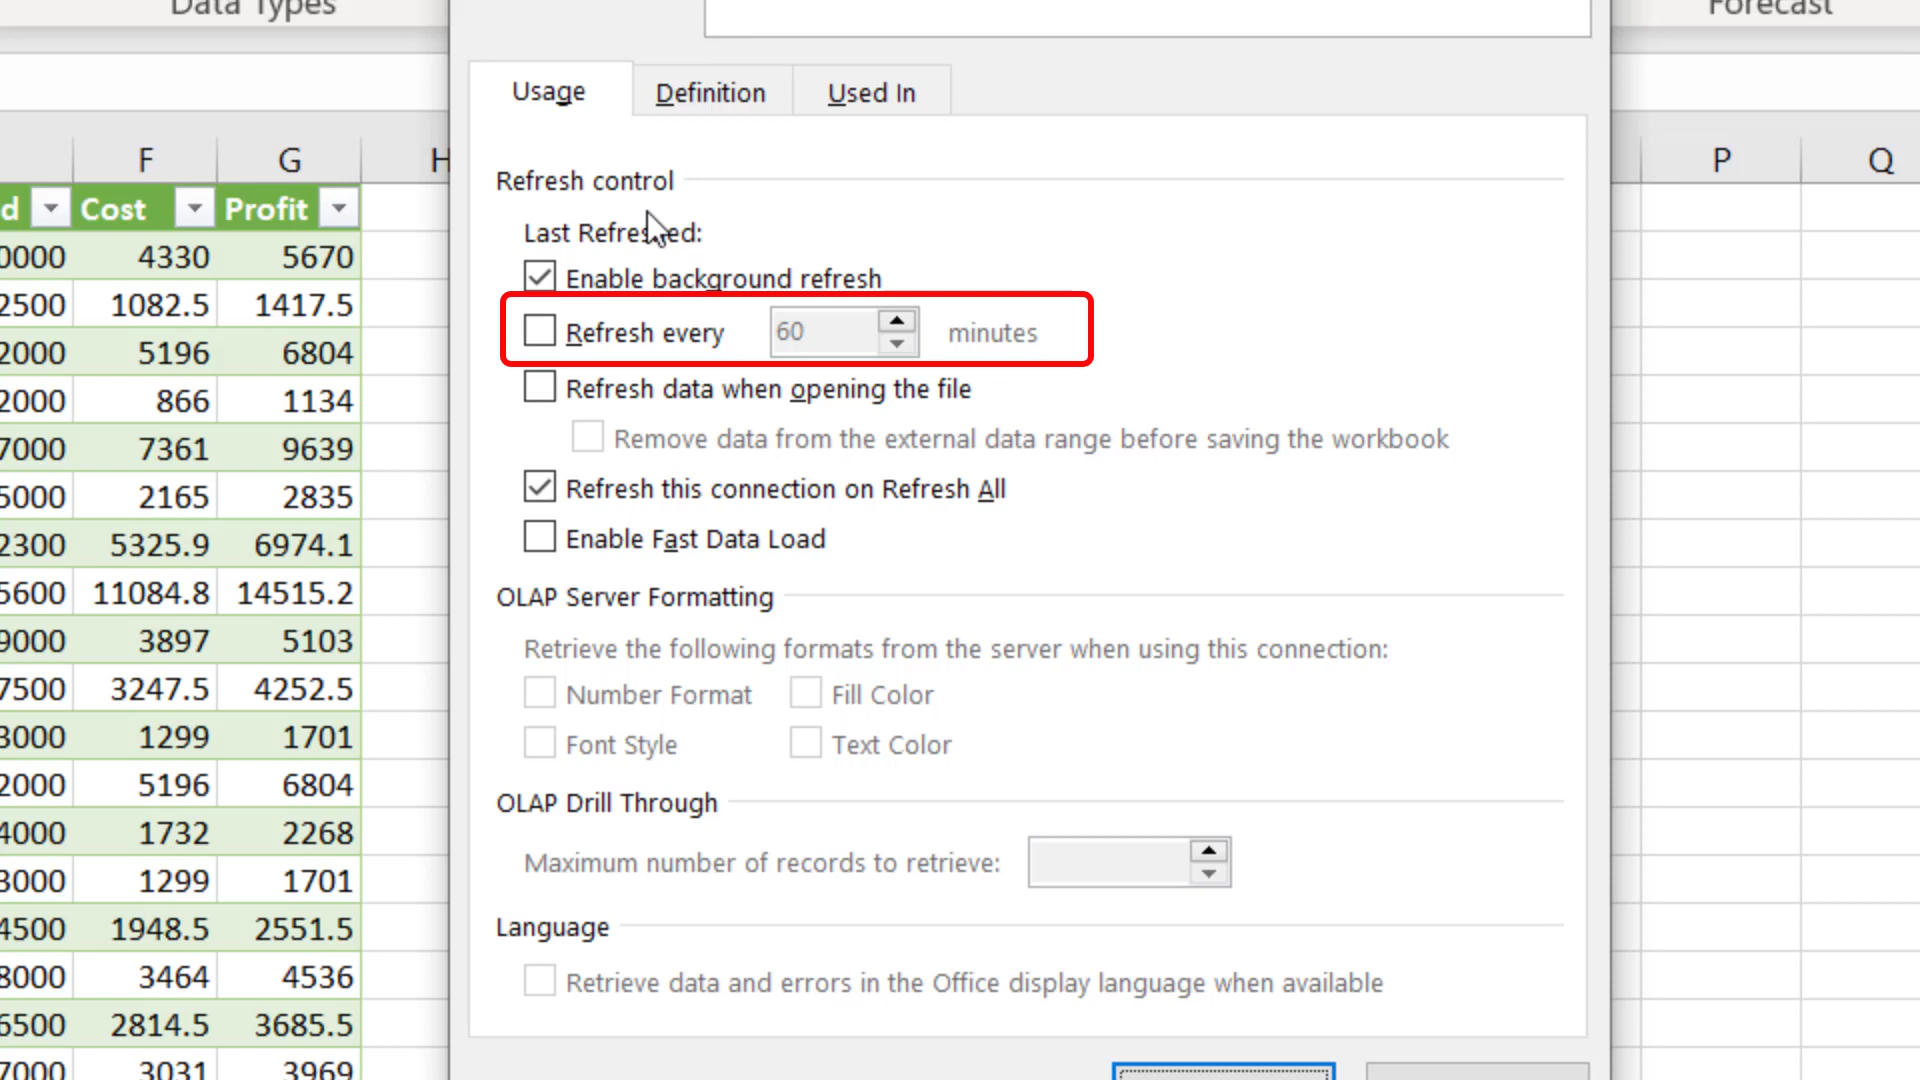 Data Types
Forecast
Usage Definition Used In
F G H P Q
d Cost Profit
Refresh control
Last Refreshed:
0000 4330 5670
Enable background refresh
2500 1082.5 1417.5
Refresh every 60 minutes
2000 5196 6804
Refresh data when opening the file
2000 866 1134
Remove data from the external data range before saving the workbook
7000 7361 9639
Refresh this connection on Refresh All
5000 2165 2835
Enable Fast Data Load
2300 5325.9 6974.1
OLAP Server Formatting
5600 11084.8 14515.2
Retrieve the following formats from the server when using this connection:
9000 3897 5103
Number Format Fill Color
7500 3247.5 4252.5
Font Style Text Color
3000 1299 1701
2000 5196 6804
OLAP Drill Through
4000 1732 2268
Maximum number of records to retrieve:
3000 1299 1701
Language
4500 1948.5 2551.5
8000 3464 4536
Retrieve data and errors in the Office display language when available
6500 2814.5 3685.5
7000 3031 3969